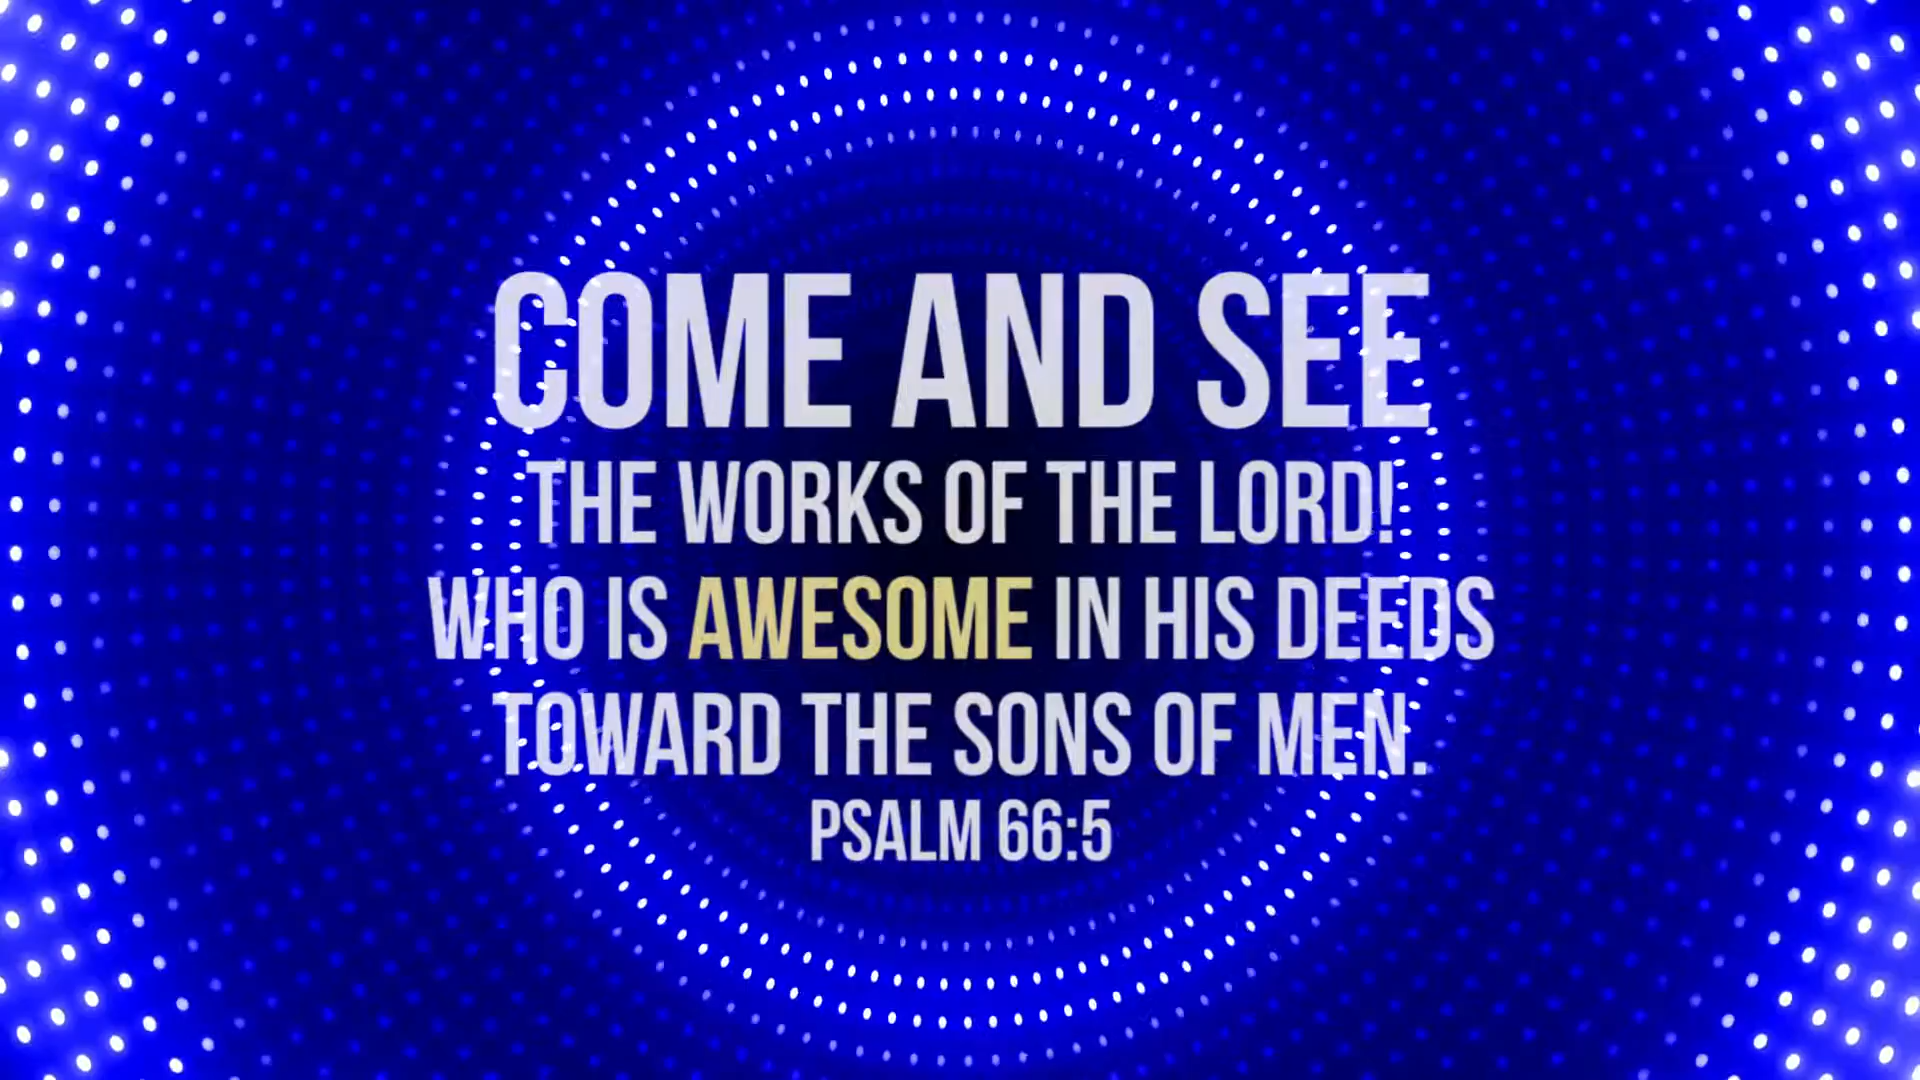 COME AND SEE
THE WORKS OF THE LORD!
WHO IS AWESOME IN HIS DEEDS
TOWARD THE SONS OF MEN.
PSALM 66:5